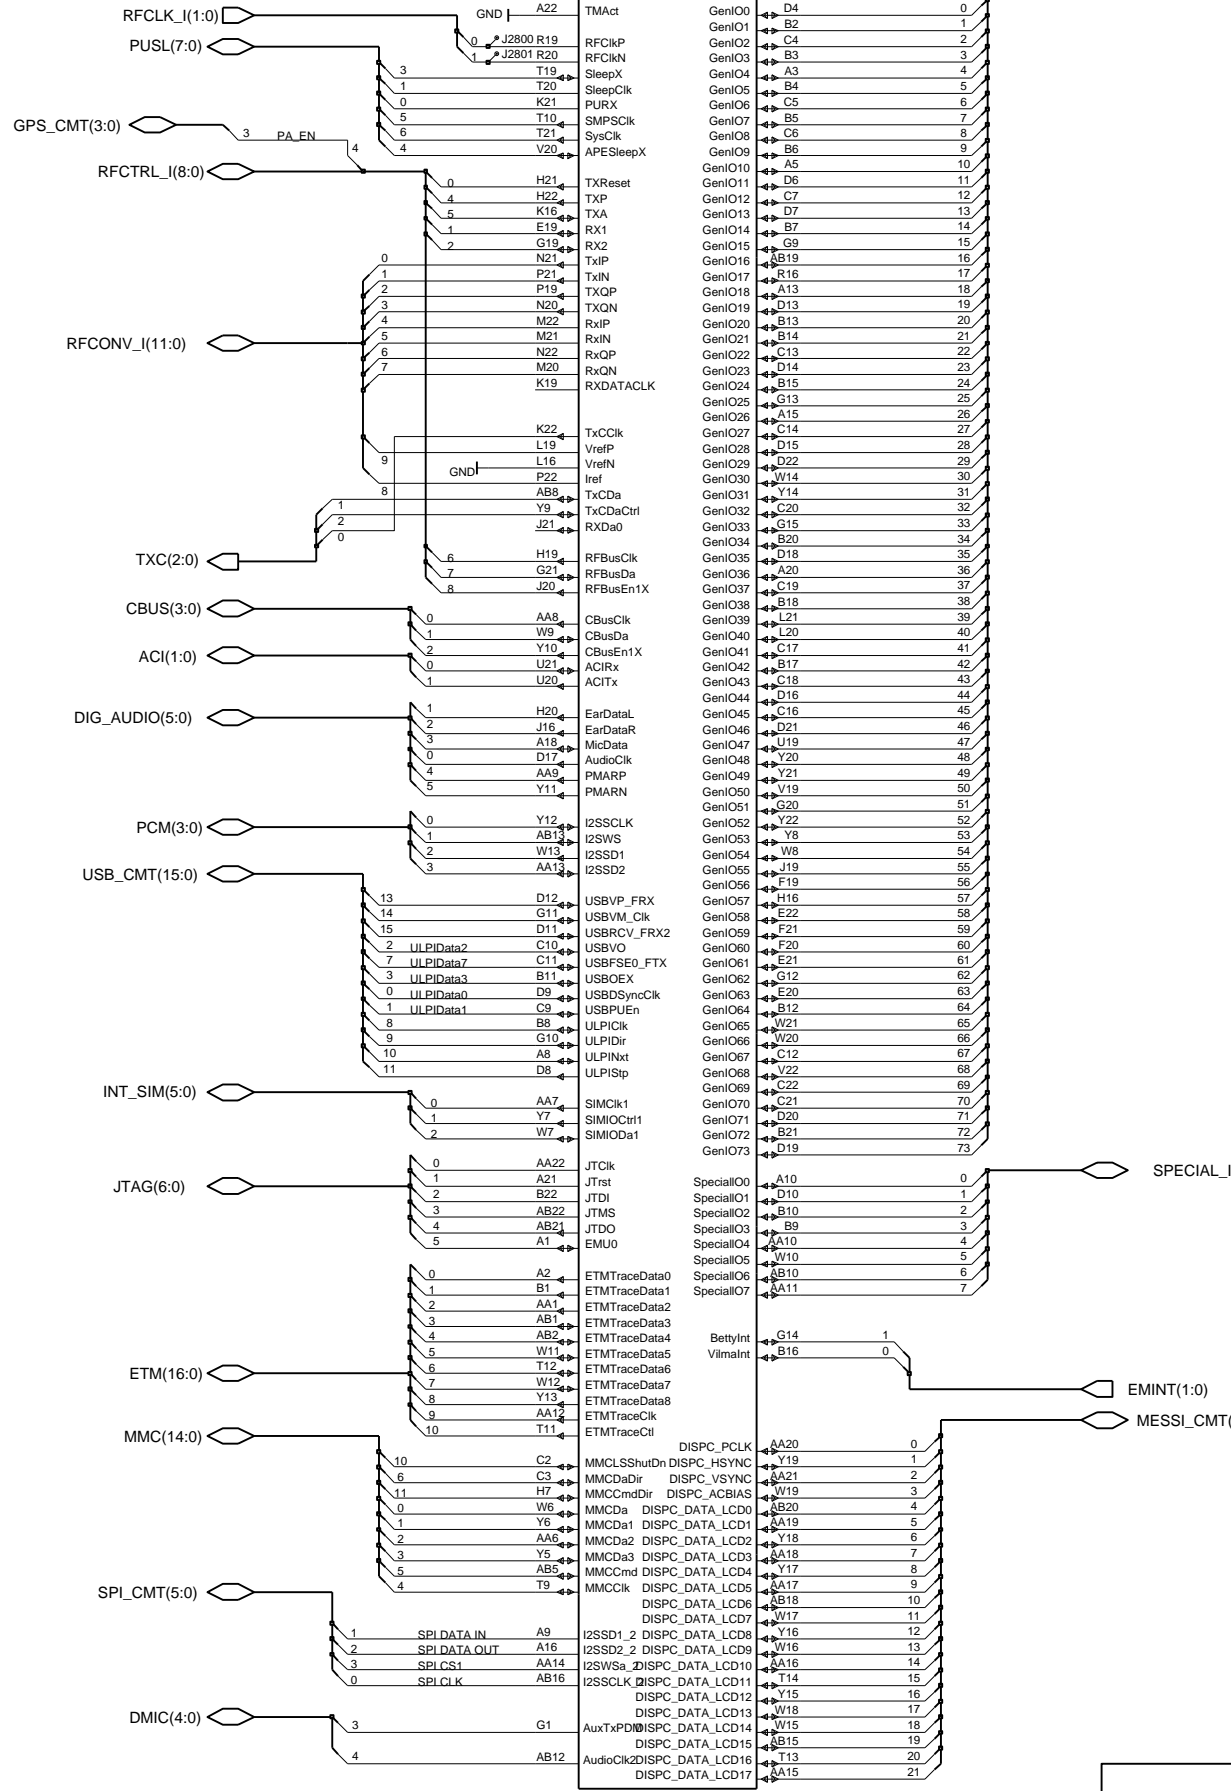 RFCLK_I(1:0)
GND A22 TMAct
0 J2800 R19 RFClkP
1 J2801 R20 RFClkN
PUSL(7:0)
3 T19 SleepX
1 T20 SleepClk
0 K21 PURX
5 T10 SMPSClk
6 T21 SysClk
4 V20 APESleepX
GPS_CMT(3:0)
3 PA_EN 4
RFCTRL_I(8:0)
0 H21 TXReset
4 H22 TXP
5 K16 TXA
1 E19 RX1
2 G19 RX2
RFCONV_I(11:0)
0 N21 TxIP
1 P21 TxIN
2 P19 TXQP
3 N20 TXQN
4 M22 RxIP
5 M21 RxIN
6 N22 RxQP
7 M20 RxQN
K19 RXDATACLK
K22 TxCClk
L19 VrefP
9 GND L16 VrefN
P22 Iref
8 AB8 TxCDa
1 Y9 TxCDaCtrl
2 J21 RXDa0
0
TXC(2:0)
6 H19 RFBusClk
7 G21 RFBusDa
8 J20 RFBusEn1X
CBUS(3:0)
0 AA8 CBusClk
1 W9 CBusDa
2 Y10 CBusEn1X
ACI(1:0)
0 U21 ACIRx
1 U20 ACITx
DIG_AUDIO(5:0)
1 H20 EarDataL
2 J16 EarDataR
3 A18 MicData
0 D17 AudioClk
4 AA9 PMARP
5 Y11 PMARN
PCM(3:0)
0 Y12 I2SSCLK
1 AB13 I2SWS
2 W13 I2SSD1
3 AA13 I2SSD2
USB_CMT(15:0)
13 D12 USBVP_FRX
14 G11 USBVM_Clk
15 D11 USBRCV_FRX2
2 ULPIData2 C10 USBVO
7 ULPIData7 C11 USBFSE0_FTX
3 ULPIData3 B11 USBOEX
0 ULPIData0 D9 USBDSyncClk
1 ULPIData1 C9 USBPUEn
8 B8 ULPIClk
9 G10 ULPIDir
10 A8 ULPINxt
11 D8 ULPIStp
INT_SIM(5:0)
0 AA7 SIMClk1
1 Y7 SIMIOCtrl1
2 W7 SIMIODa1
JTAG(6:0)
0 AA22 JTClk
1 A21 JTrst
2 B22 JTDI
3 AB22 JTMS
4 AB21 JTDO
5 A1 EMU0
ETM(16:0)
0 A2 ETMTraceData0
1 B1 ETMTraceData1
2 AA1 ETMTraceData2
3 AB1 ETMTraceData3
4 AB2 ETMTraceData4
5 W11 ETMTraceData5
6 T12 ETMTraceData6
7 W12 ETMTraceData7
8 Y13 ETMTraceData8
9 AA12 ETMTraceClk
10 T11 ETMTraceCtl
MMC(14:0)
10 C2 MMCLSShutDn
6 C3 MMCDaDir
11 H7 MMCCmdDir
0 W6 MMCDa
1 Y6 MMCDa1
2 AA6 MMCDa2
3 Y5 MMCDa3
5 AB5 MMCCmd
4 T9 MMCClk
SPI_CMT(5:0)
1 SPI DATA IN A9 I2SSD1_2
2 SPI DATA OUT A16 I2SSD2_2
3 SPI CS1 AA14 I2SWSa_2
0 SPI CLK AB16 I2SSCLK_2
DMIC(4:0)
3 G1 AuxTxPDM
4 AB12 AudioClk2
GenIO0 D4 0
GenIO1 B2 1
GenIO2 C4 2
GenIO3 B3 3
GenIO4 A3 4
GenIO5 B4 5
GenIO6 C5 6
GenIO7 B5 7
GenIO8 C6 8
GenIO9 B6 9
GenIO10 A5 10
GenIO11 D6 11
GenIO12 C7 12
GenIO13 D7 13
GenIO14 B7 14
GenIO15 G9 15
GenIO16 AB19 16
GenIO17 R16 17
GenIO18 A13 18
GenIO19 D13 19
GenIO20 B13 20
GenIO21 B14 21
GenIO22 C13 22
GenIO23 D14 23
GenIO24 B15 24
GenIO25 G13 25
GenIO26 A15 26
GenIO27 C14 27
GenIO28 D15 28
GenIO29 D22 29
GenIO30 W14 30
GenIO31 Y14 31
GenIO32 C20 32
GenIO33 G15 33
GenIO34 B20 34
GenIO35 D18 35
GenIO36 A20 36
GenIO37 C19 37
GenIO38 B18 38
GenIO39 L21 39
GenIO40 L20 40
GenIO41 C17 41
GenIO42 B17 42
GenIO43 C18 43
GenIO44 D16 44
GenIO45 C16 45
GenIO46 D21 46
GenIO47 U19 47
GenIO48 Y20 48
GenIO49 Y21 49
GenIO50 V19 50
GenIO51 G20 51
GenIO52 Y22 52
GenIO53 Y8 53
GenIO54 W8 54
GenIO55 J19 55
GenIO56 F19 56
GenIO57 H16 57
GenIO58 E22 58
GenIO59 F21 59
GenIO60 F20 60
GenIO61 E21 61
GenIO62 G12 62
GenIO63 E20 63
GenIO64 B12 64
GenIO65 W21 65
GenIO66 W20 66
GenIO67 C12 67
GenIO68 V22 68
GenIO69 C22 69
GenIO70 C21 70
GenIO71 D20 71
GenIO72 B21 72
GenIO73 D19 73
SPECIAL_I
SpecialIO0 A10 0
SpecialIO1 D10 1
SpecialIO2 B10 2
SpecialIO3 B9 3
SpecialIO4 AA10 4
SpecialIO5 W10 5
SpecialIO6 AB10 6
SpecialIO7 AA11 7
BettyInt G14 1
VilmaInt B16 0
EMINT(1:0)
MESSI_CMT(
DISPC_PCLK AA20 0
DISPC_HSYNC Y19 1
DISPC_VSYNC AA21 2
DISPC_ACBIAS W19 3
DISPC_DATA_LCD0 AB20 4
DISPC_DATA_LCD1 AA19 5
DISPC_DATA_LCD2 Y18 6
DISPC_DATA_LCD3 AA18 7
DISPC_DATA_LCD4 Y17 8
DISPC_DATA_LCD5 AA17 9
DISPC_DATA_LCD6 AB18 10
DISPC_DATA_LCD7 W17 11
DISPC_DATA_LCD8 Y16 12
DISPC_DATA_LCD9 W16 13
DISPC_DATA_LCD10 AA16 14
DISPC_DATA_LCD11 T14 15
DISPC_DATA_LCD12 Y15 16
DISPC_DATA_LCD13 W18 17
DISPC_DATA_LCD14 W15 18
DISPC_DATA_LCD15 AB15 19
DISPC_DATA_LCD16 T13 20
DISPC_DATA_LCD17 AA15 21